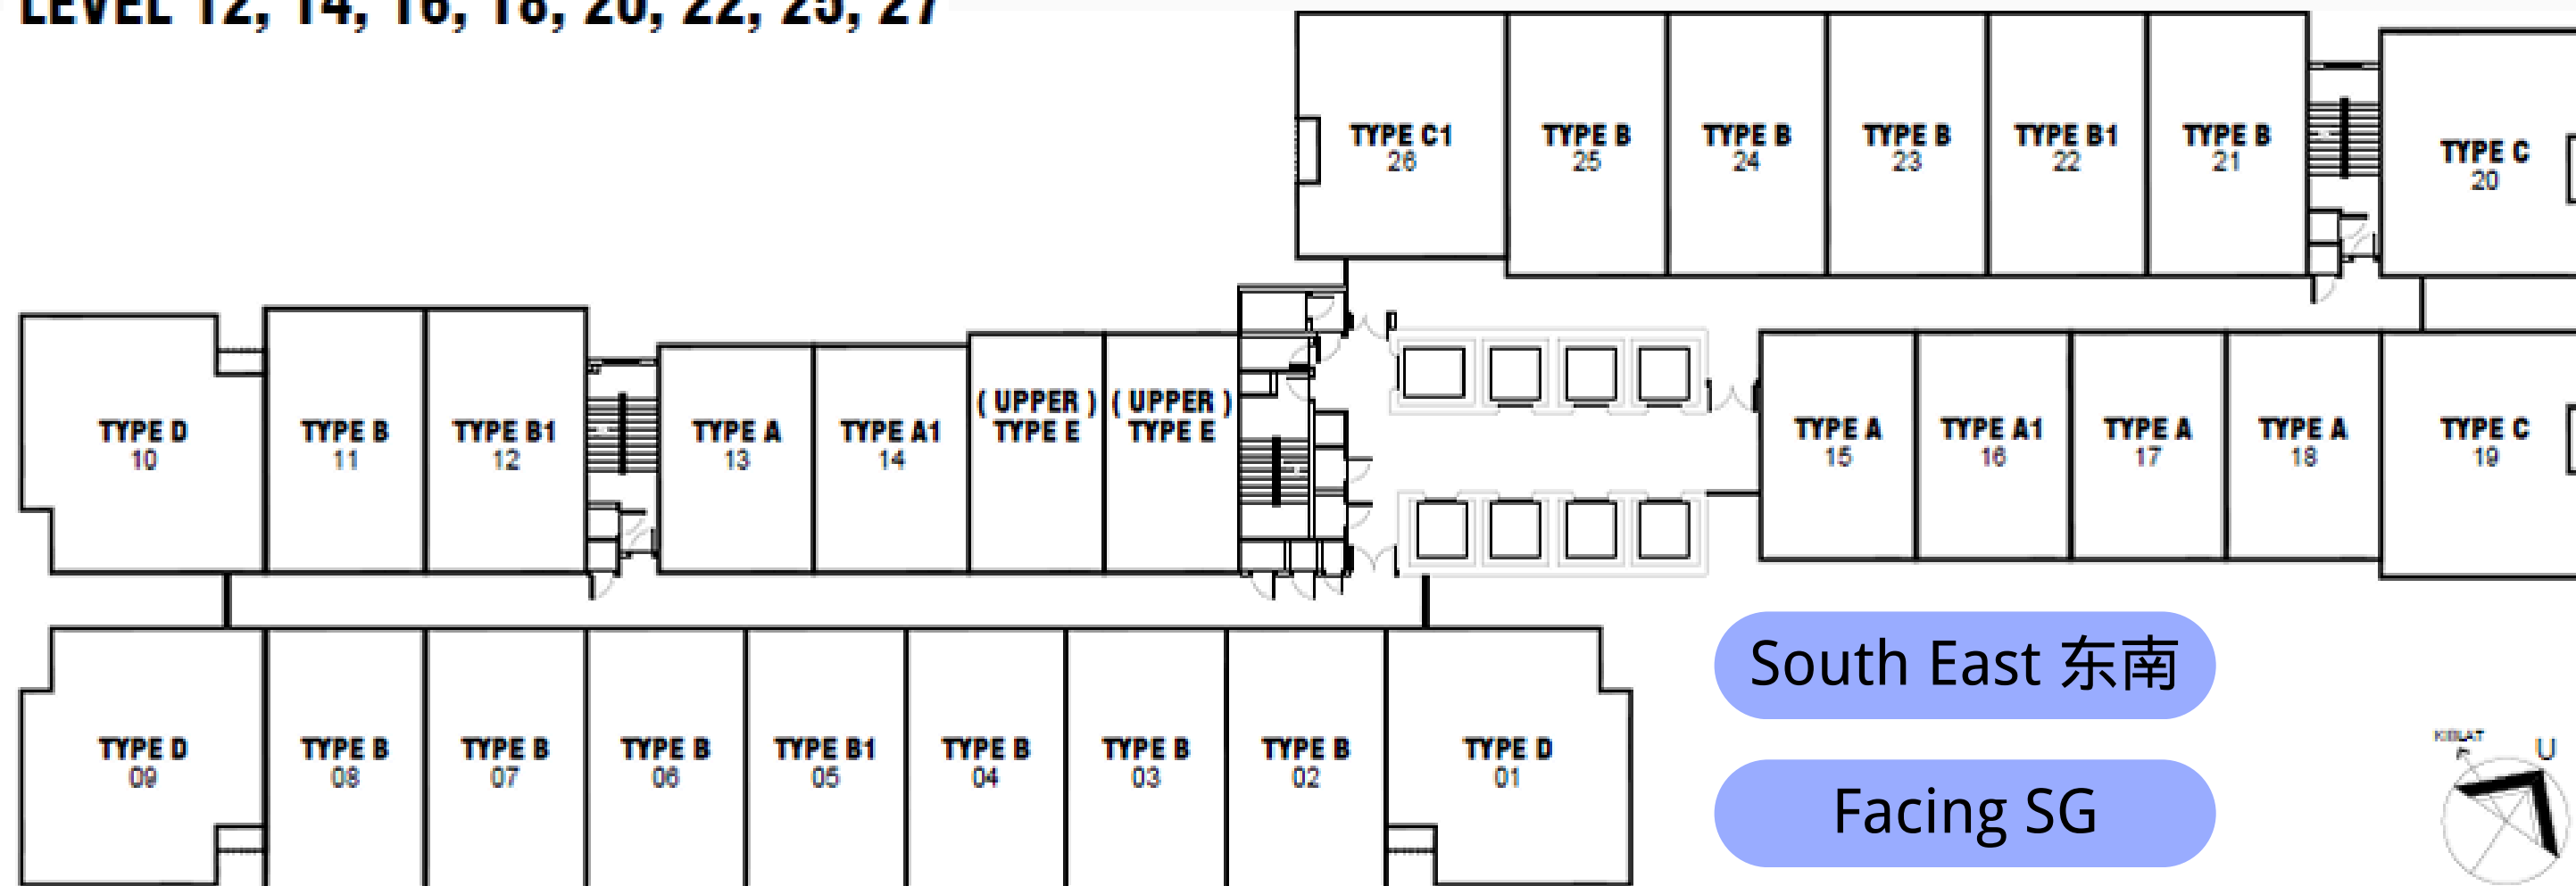 LEVEL 12, 14, 16, 18, 20, 22, 25, 27
TYPE C1
26
TYPE B
25
TYPE B
24
TYPE B
23
TYPE B1
22
TYPE B
21
TYPE C
20
TYPE D
10
TYPE B
11
TYPE B1
12
TYPE A
13
TYPE A1
14
( UPPER )
TYPE E
( UPPER )
TYPE E
TYPE A
15
TYPE A1
16
TYPE A
17
TYPE A
18
TYPE C
19
TYPE D
09
TYPE B
08
TYPE B
07
TYPE B
06
TYPE B1
05
TYPE B
04
TYPE B
03
TYPE B
02
TYPE D
01
South East 东南
Facing SG
KIBLAT
U